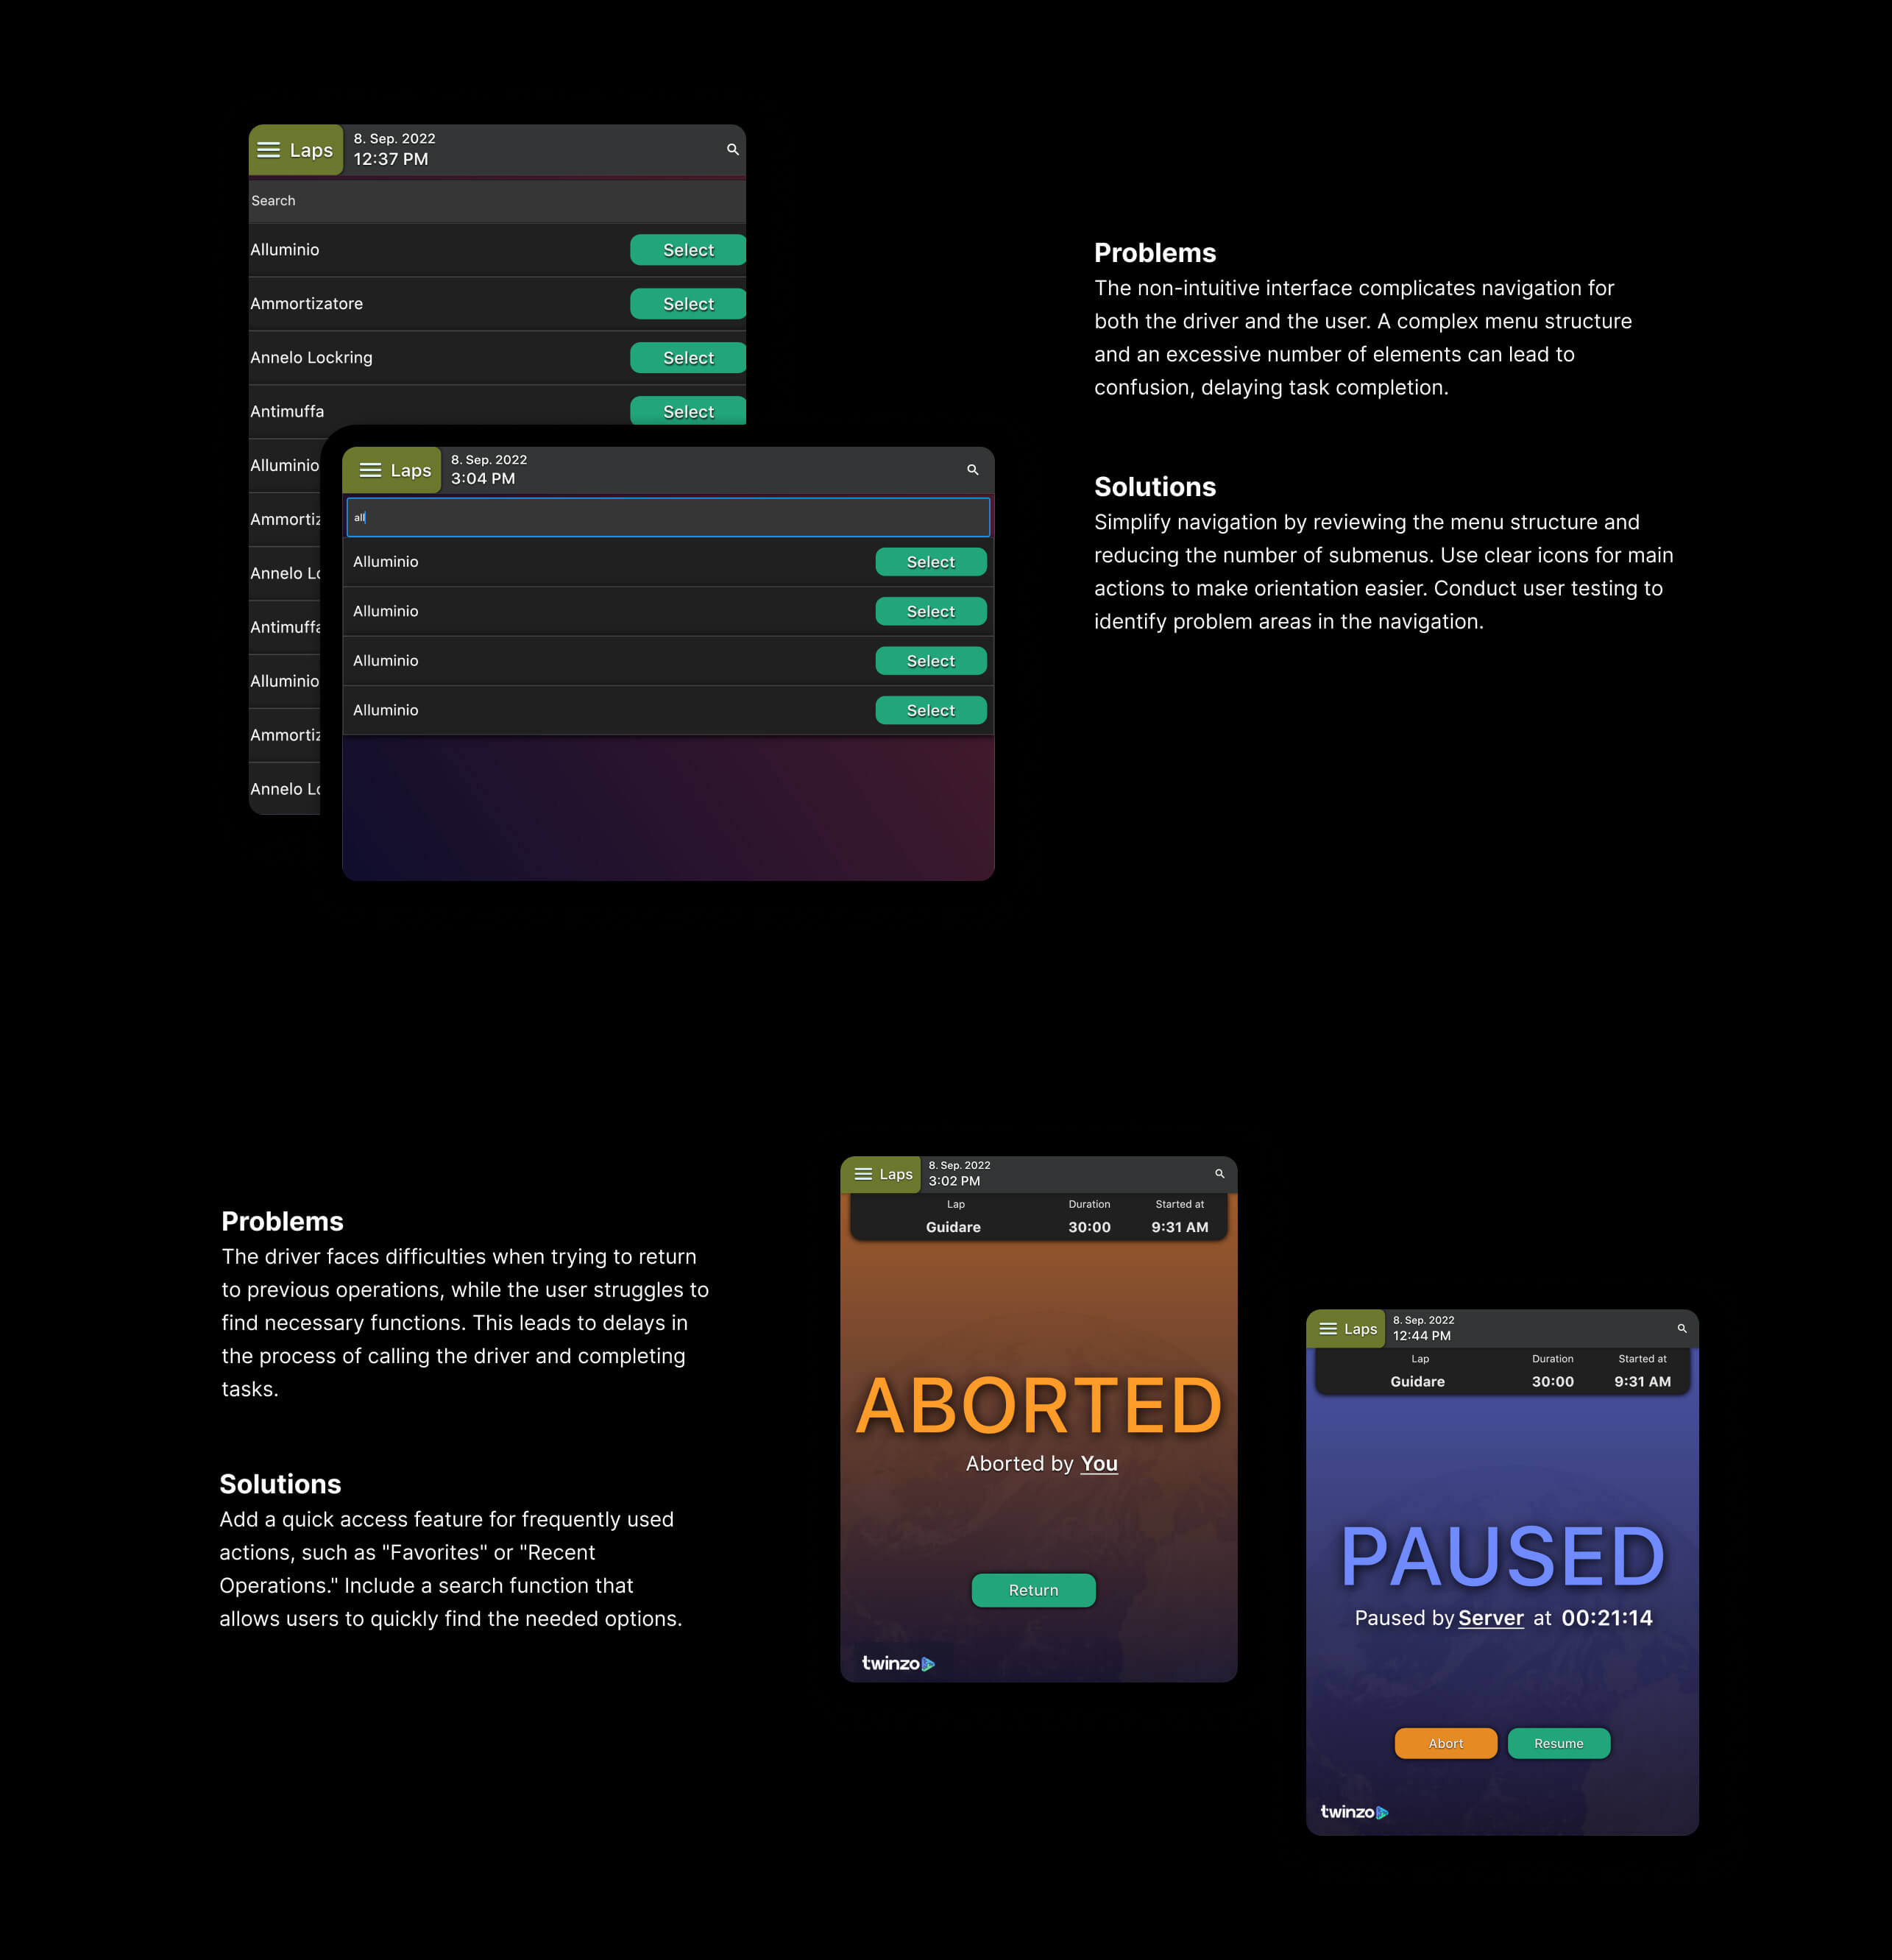 Laps
8. Sep. 2022
12:37 PM
Search
Alluminio
Select
Ammortizatore
Select
Annelo Lockring
Select
Antimuffa
Select
Alluminio
Ammortiz
Annelo Lo
Antimuffa
Alluminio
Ammortiz
Annelo Lo
Laps
8. Sep. 2022
3:04 PM
all
Alluminio
Select
Alluminio
Select
Alluminio
Select
Alluminio
Select
Problems
The non-intuitive interface complicates navigation for
both the driver and the user. A complex menu structure
and an excessive number of elements can lead to
confusion, delaying task completion.
Solutions
Simplify navigation by reviewing the menu structure and
reducing the number of submenus. Use clear icons for main
actions to make orientation easier. Conduct user testing to
identify problem areas in the navigation.
Problems
The driver faces difficulties when trying to return
to previous operations, while the user struggles to
find necessary functions. This leads to delays in
the process of calling the driver and completing
tasks.
Solutions
Add a quick access feature for frequently used
actions, such as "Favorites" or "Recent
Operations." Include a search function that
allows users to quickly find the needed options.
Laps
8. Sep. 2022
3:02 PM
Lap Duration Started at
Guidare 30:00 9:31 AM
ABORTED
Aborted by You
Return
twinzo
Laps
8. Sep. 2022
12:44 PM
Lap Duration Started at
Guidare 30:00 9:31 AM
PAUSED
Paused by Server at 00:21:14
Abort
Resume
twinzo